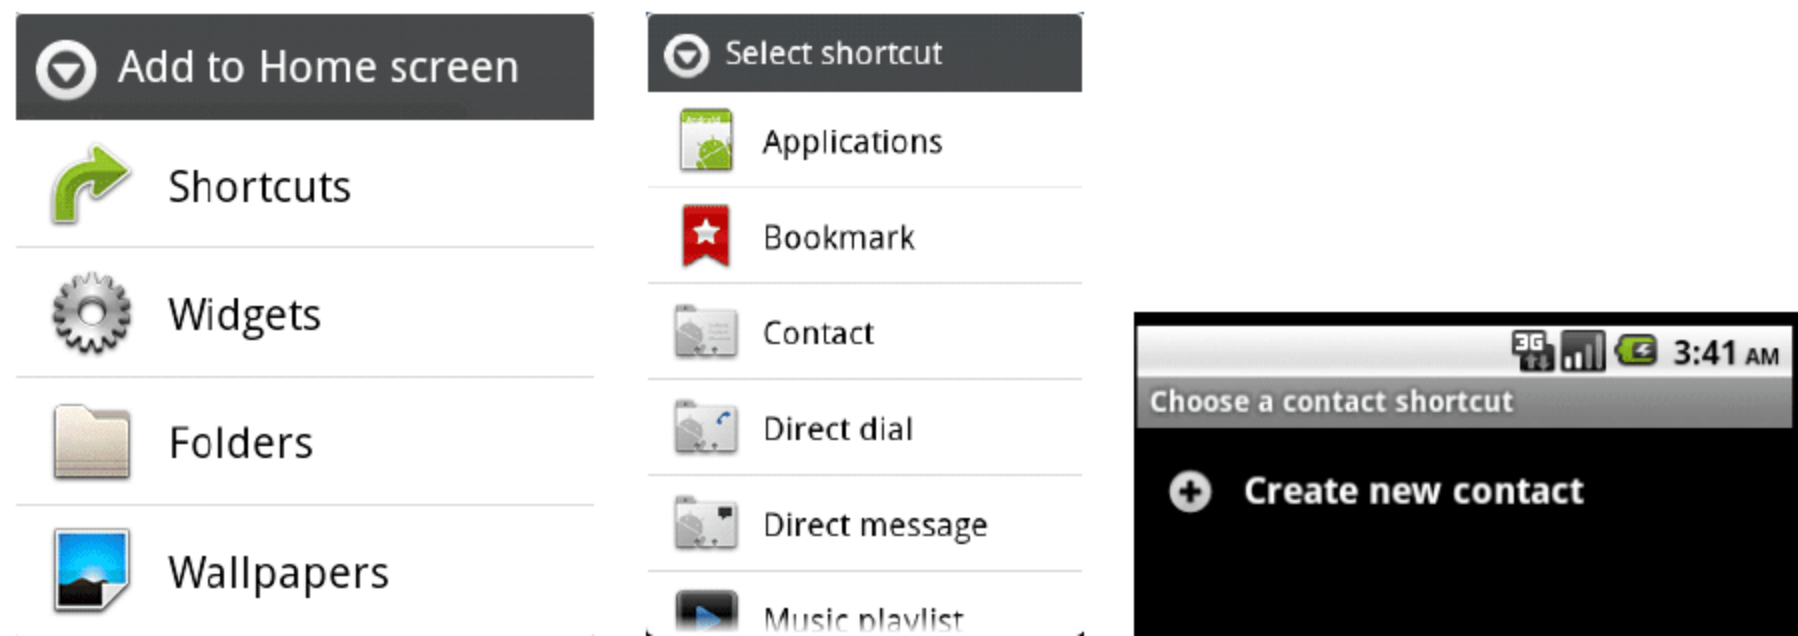 Add to Home screen
Shortcuts
Widgets
Folders
Wallpapers
Select shortcut
Android
Applications
Bookmark
Contact
Direct dial
Direct message
Music playlist
3G
3:41 AM
Choose a contact shortcut
Create new contact